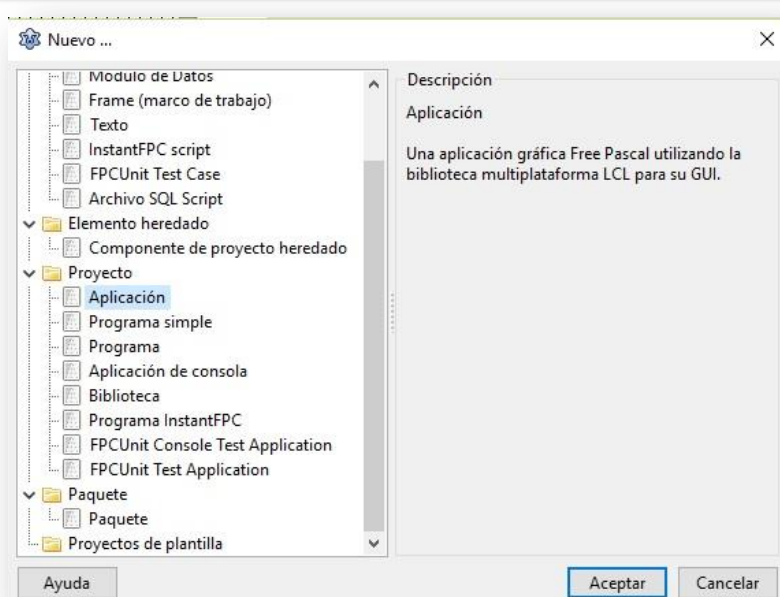 Nuevo ...
Módulo de Datos
Frame (marco de trabajo)
Texto
InstantFPC script
FPCUnit Test Case
Archivo SQL Script
Elemento heredado
Componente de proyecto heredado
Proyecto
Aplicación
Programa simple
Programa
Aplicación de consola
Biblioteca
Programa InstantFPC
FPCUnit Console Test Application
FPCUnit Test Application
Paquete
Paquete
Proyectos de plantilla
Descripción
Aplicación
Una aplicación gráfica Free Pascal utilizando la
biblioteca multiplataforma LCL para su GUI.
Ayuda
Aceptar
Cancelar